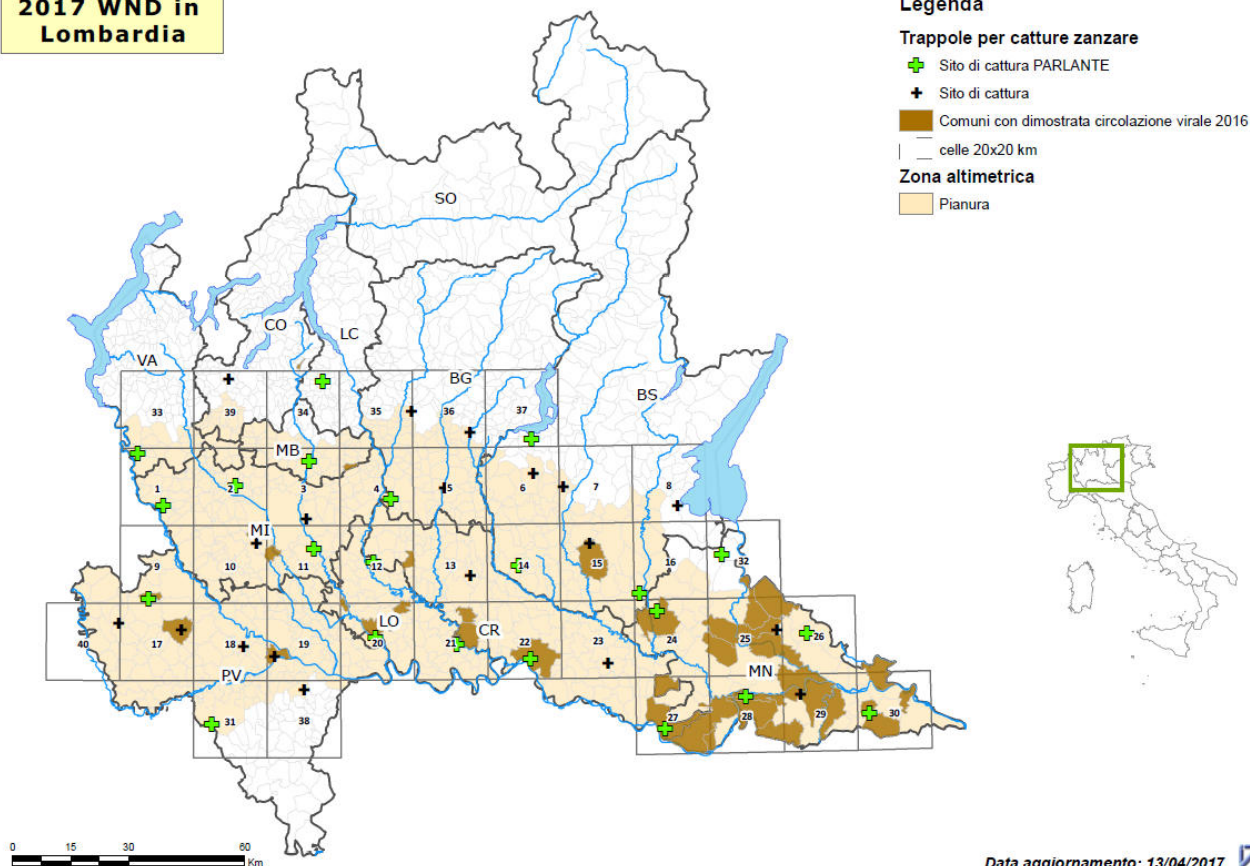 2017 WND in
Lombardia
Legenda
Trappole per catture zanzare
Sito di cattura PARLANTE
Sito di cattura
Comuni con dimostrata circolazione virale 2016
celle 20x20 km
Zona altimetrica
Pianura
SO
CO
LC
VA
BG
BS
33
39
34
35
36
37
MB
1
2
3
4
5
6
7
8
MI
9
10
11
12
13
14
15
16
32
40
17
18
19
LO
20
21
CR
22
23
24
25
26
PV
MN
31
38
27
28
29
30
0 15 30 60
Km
Data aggiornamento: 13/04/2017